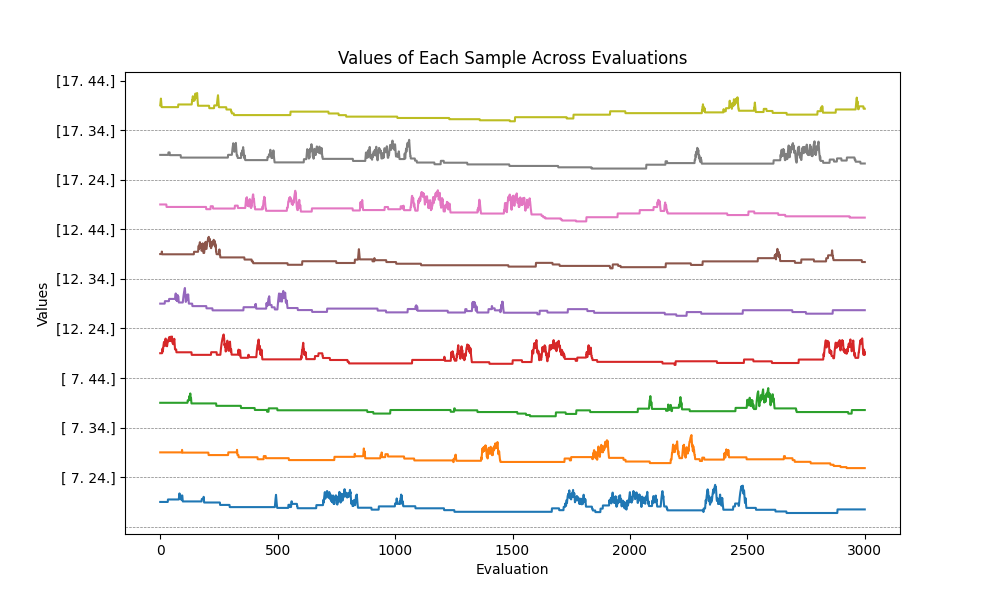 Values of Each Sample Across Evaluations
[17. 44.]
[17. 34.]
[17. 24.]
[12. 44.]
[12. 34.]
[12. 24.]
[ 7. 44.]
[ 7. 34.]
[ 7. 24.]
Values
0 500 1000 1500 2000 2500 3000
Evaluation